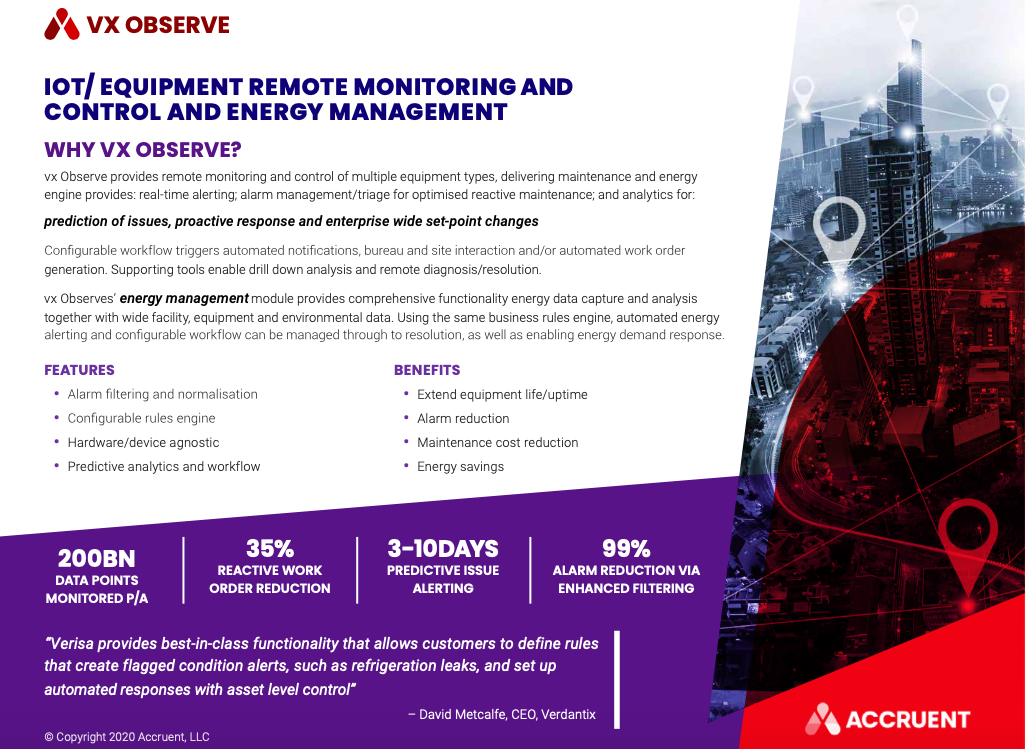 VX OBSERVE
IOT/ EQUIPMENT REMOTE MONITORING AND
CONTROL AND ENERGY MANAGEMENT
WHY VX OBSERVE?
vx Observe provides remote monitoring and control of multiple equipment types, delivering maintenance and energy
engine provides: real-time alerting; alarm management/triage for optimised reactive maintenance; and analytics for:
prediction of issues, proactive response and enterprise wide set-point changes
Configurable workflow triggers automated notifications, bureau and site interaction and/or automated work order
generation. Supporting tools enable drill down analysis and remote diagnosis/resolution.
vx Observes' energy management module provides comprehensive functionality energy data capture and analysis
together with wide facility, equipment and environmental data. Using the same business rules engine, automated energy
alerting and configurable workflow can be managed through to resolution, as well as enabling energy demand response.
FEATURES
• Alarm filtering and normalisation
• Configurable rules engine
• Hardware/device agnostic
• Predictive analytics and workflow
BENEFITS
• Extend equipment life/uptime
• Alarm reduction
• Maintenance cost reduction
• Energy savings
200BN
DATA POINTS
MONITORED P/A
35%
REACTIVE WORK
ORDER REDUCTION
3-10DAYS
PREDICTIVE ISSUE
ALERTING
99%
ALARM REDUCTION VIA
ENHANCED FILTERING
"Verisa provides best-in-class functionality that allows customers to define rules
that create flagged condition alerts, such as refrigeration leaks, and set up
automated responses with asset level control"
– David Metcalfe, CEO, Verdantix
© Copyright 2020 Accruent, LLC
ACCRUENT